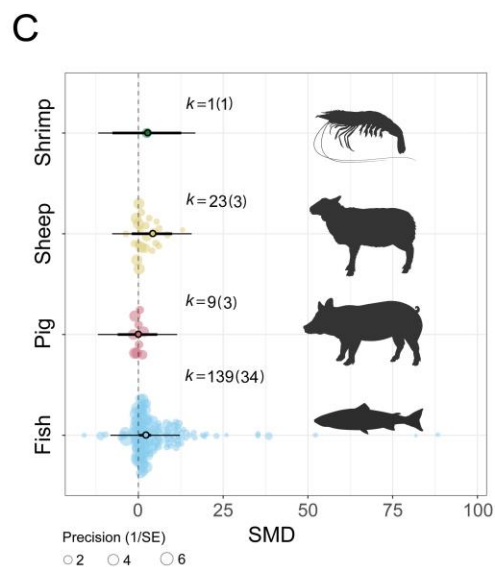 C
Shrimp
k=1(1)
Sheep
k=23(3)
Pig
k=9(3)
Fish
k=139(34)
0 25 50 75 100
SMD
Precision (1/SE)
2 4 6